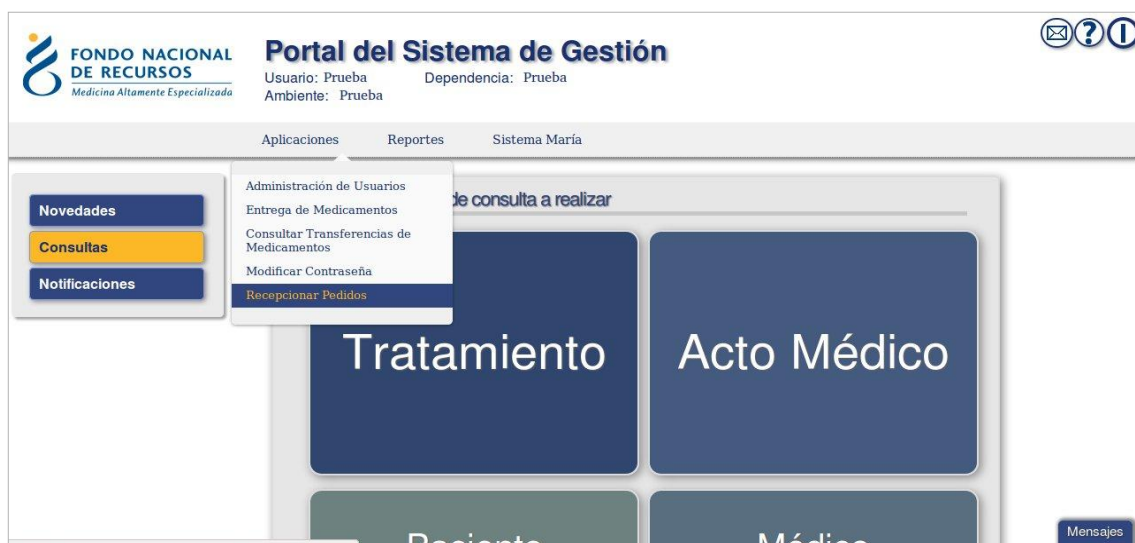 FONDO NACIONAL
DE RECURSOS
Medicina Altamente Especializada
Portal del Sistema de Gestión
Usuario: Prueba Dependencia: Prueba
Ambiente: Prueba
Aplicaciones Reportes Sistema María
Novedades
Consultas
Notificaciones
Administración de Usuarios
Entrega de Medicamentos
Consultar Transferencias de
Medicamentos
Modificar Contraseña
Recepcionar Pedidos
de consulta a realizar
Tratamiento
Acto Médico
Paciente
Médico
Mensajes